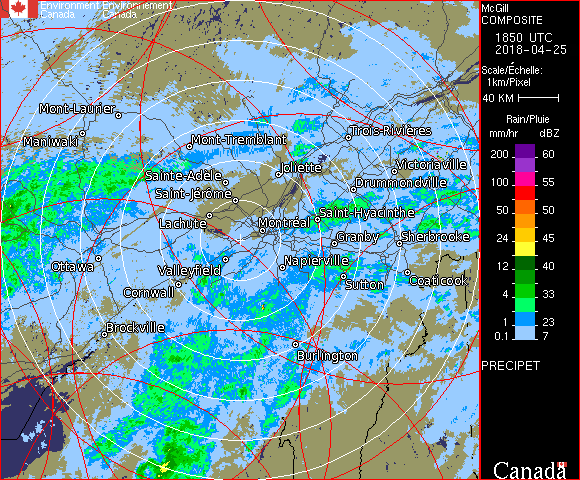 Environment Environnement
Canada Canada
McGill
COMPOSITE
1850 UTC
2018-04-25
Scale/Échelle:
1km/Pixel
40 KM
Rain/Pluie
mm/hr dBZ
200 60
100 55
50 50
24 45
12 40
4 33
1 23
0.1 7
PRECIPET
Canada
Mont-Laurier
Maniwaki
Mont-Tremblant
Trois-Rivières
Sainte-Adèle
Joliette
Victoriaville
Saint-Jérôme
Drummondville
Lachute
Montréal
Saint-Hyacinthe
Granby
Sherbrooke
Ottawa
Valleyfield
Napierville
Cornwall
Sutton
Coaticook
Brockville
Burlington